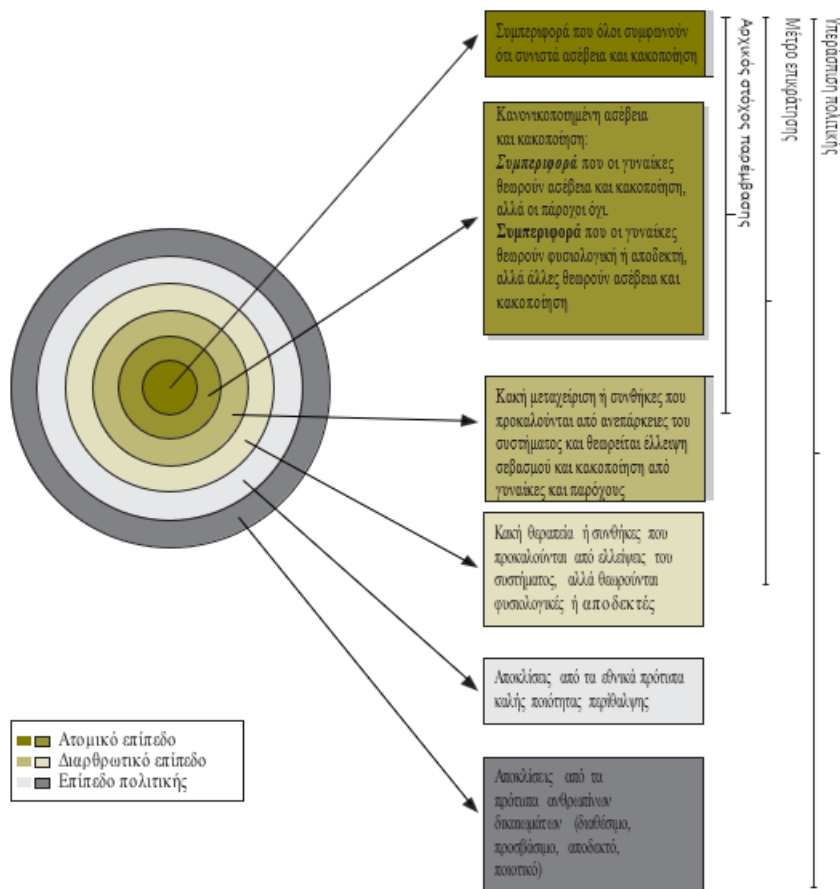 Συμπεριφορά που όλοι συμφωνούν
ότι συνιστά ασέβεια και κακοποίηση
Κανονικοποιημένη ασέβεια
και κακοποίηση:
Συμπεριφορά που οι γυναίκες
θεωρούν ασέβεια και κακοποίηση,
αλλά οι πάροχοι όχι.
Συμπεριφορά που οι γυναίκες
θεωρούν φυσιολογική ή αποδεκτή,
αλλά άλλες θεωρούν ασέβεια και
κακοποίηση
Κακή μεταχείριση ή συνθήκες που
προκαλούνται από ανεπάρκειες του
συστήματος και θεωρείται έλλειψη
σεβασμού και κακοποίηση από
γυναίκες και παρόχους
Κακή θεραπεία ή συνθήκες που
προκαλούνται από ελλείψεις του
συστήματος, αλλά θεωρούνται
φυσιολογικές ή αποδεκτές
Αποκλίσεις από τα εθνικά πρότυπα
καλής ποιότητας περίθαλψης
Αποκλίσεις από τα
πρότυπα ανθρωπίνων
δικαιωμάτων (διαθέσιμο,
προσβάσιμο, αποδεκτό,
ποιοτικό)
Αρχικός στόχος παρέμβασης
Μέτρο επικράτησης
Υπεράσπιση πολιτικής
Ατομικό επίπεδο
Διαρθρωτικό επίπεδο
Επίπεδο πολιτικής